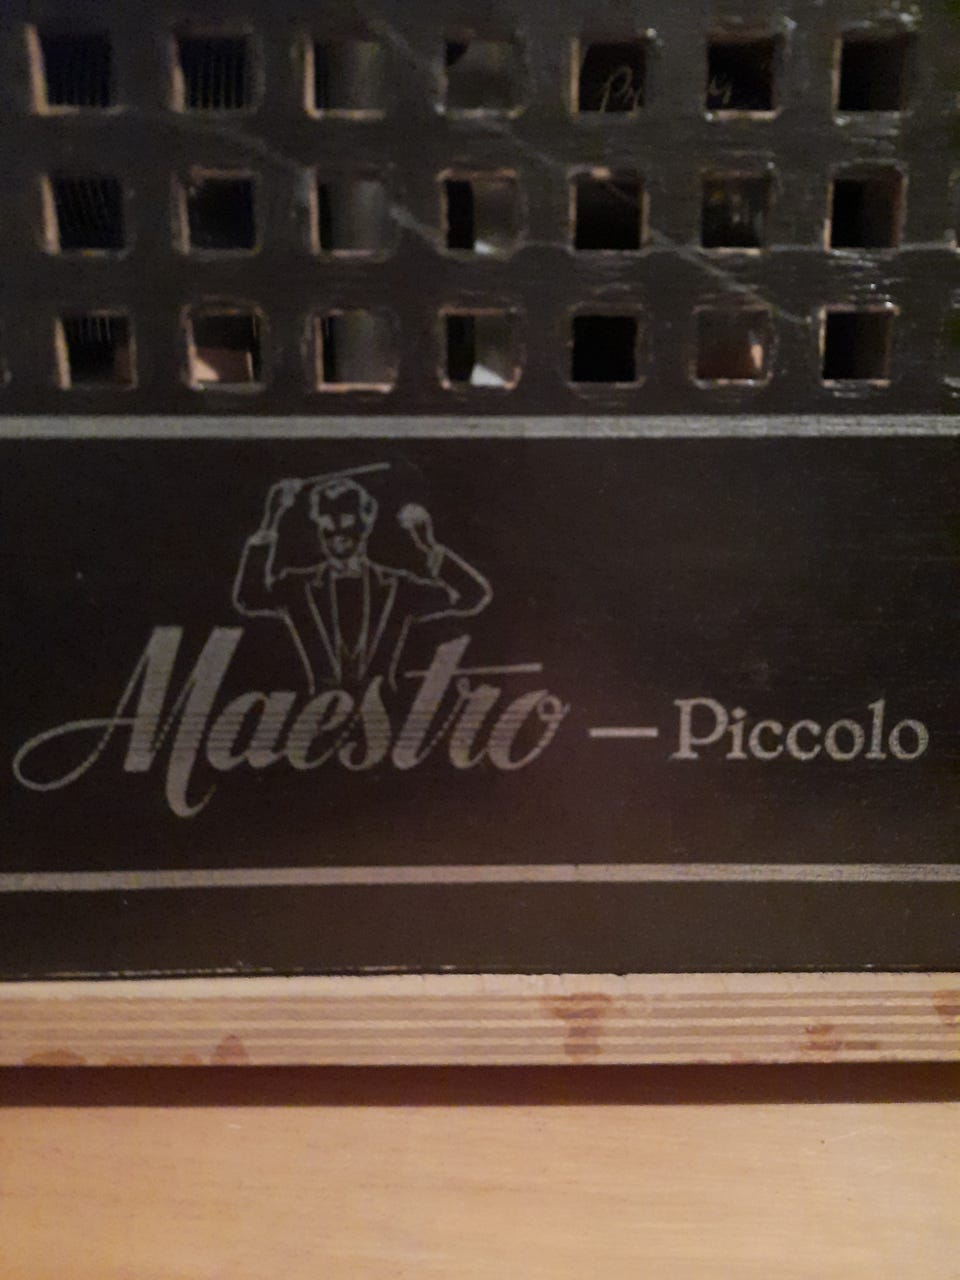 Maestro — Piccolo